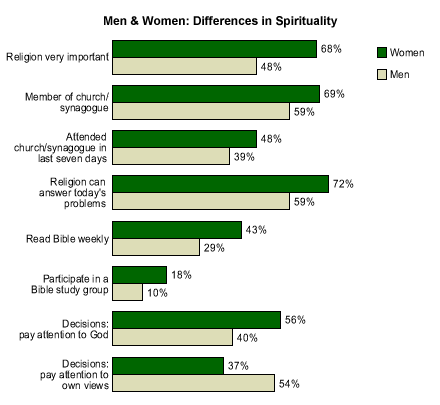 Men & Women: Differences in Spirituality
Women
Men
Religion very important
68%
48%
Member of church/
synagogue
69%
59%
Attended
church/synagogue in
last seven days
48%
39%
Religion can
answer today's
problems
72%
59%
Read Bible weekly
43%
29%
Participate in a
Bible study group
18%
10%
Decisions:
pay attention to God
56%
40%
Decisions:
pay attention to
own views
37%
54%